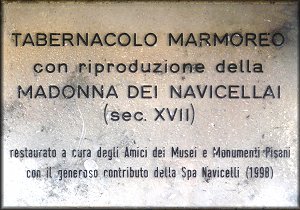 TABERNACOLO MARMOREO
con riproduzione della
MADONNA DEI NAVICELLAI
(sec. XVII)
restaurato a cura degli Amici dei Musei e Monumenti Pisani
con il generoso contributo della Spa Navicelli (1998)